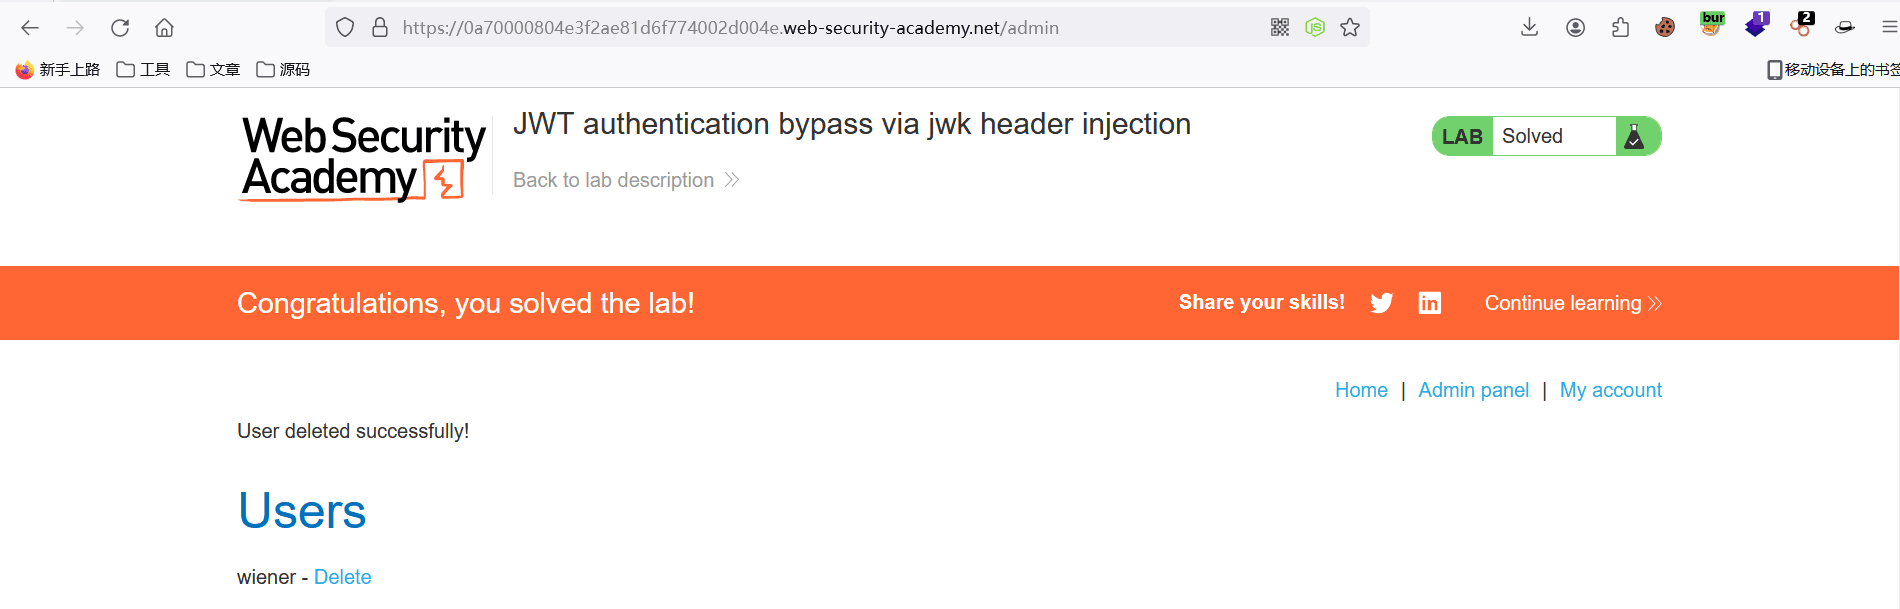 https://0a70000804e3f2ae81d6f774002d004e.web-security-academy.net/admin
JS
bur
1
2
新手上路 工具 文章 源码
移动设备上的书签
WebSecurity
Academy
JWT authentication bypass via jwk header injection
Back to lab description
LAB Solved
Congratulations, you solved the lab!
Share your skills!
in
Continue learning
Home | Admin panel | My account
User deleted successfully!
Users
wiener - Delete